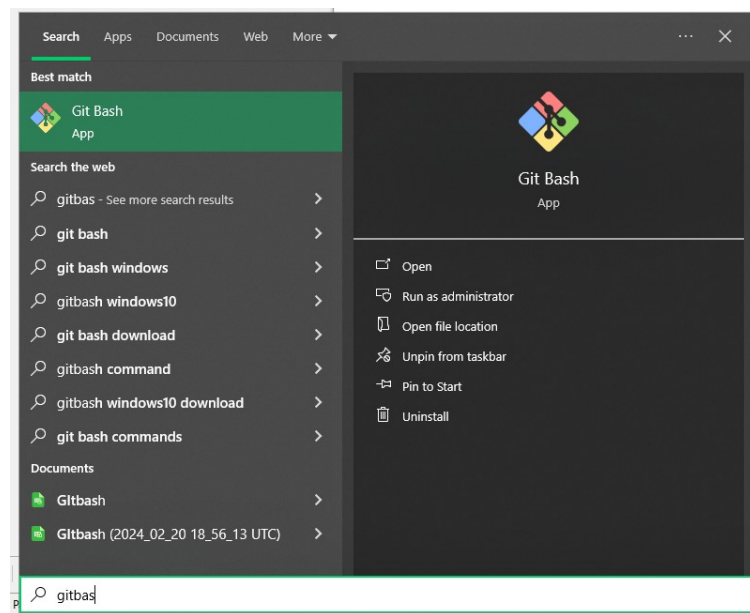 Search Apps Documents Web More
Best match
Git Bash
App
Search the web
gitbas - See more search results
git bash
git bash windows
gitbash windows10
git bash download
gitbash command
gitbash windows10 download
git bash commands
Documents
GItbash
GItbash (2024_02_20 18_56_13 UTC)
gitbas
Git Bash
App
Open
Run as administrator
Open file location
Unpin from taskbar
Pin to Start
Uninstall
P